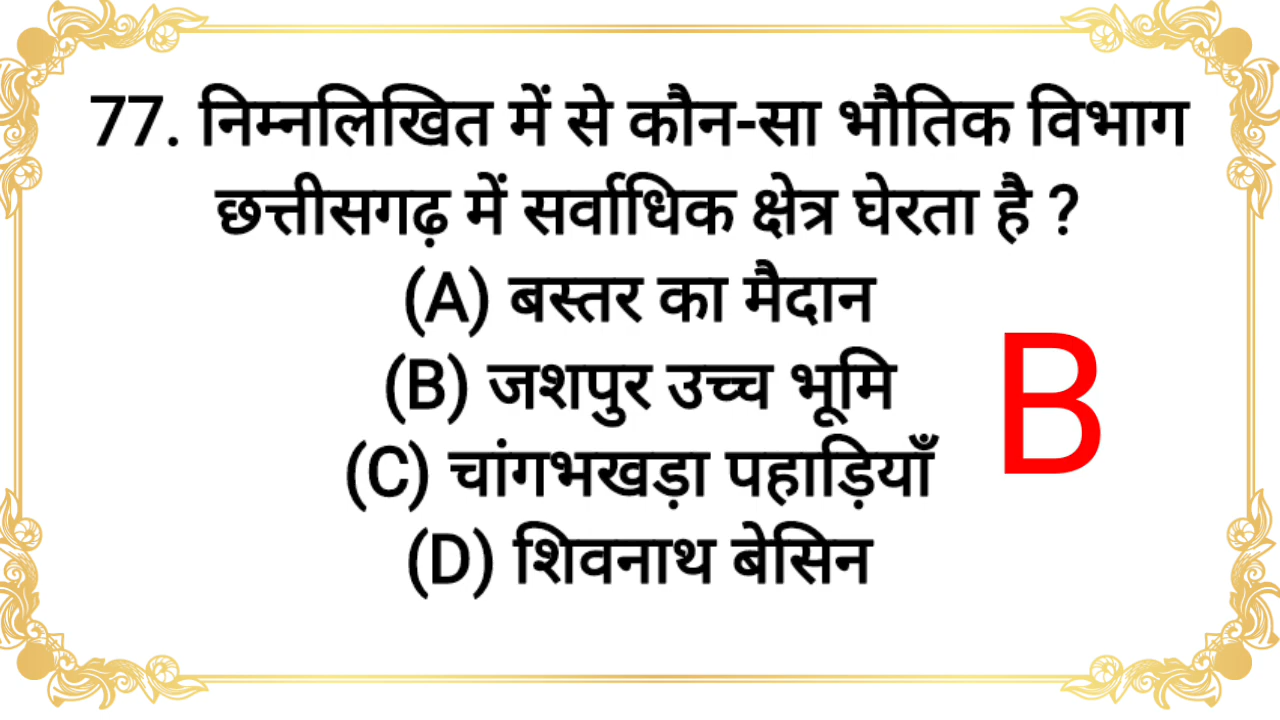 77. निम्नलिखित में से कौन-सा भौतिक विभाग
छत्तीसगढ़ में सर्वाधिक क्षेत्र घेरता है ?
(A) बस्तर का मैदान
(B) जशपुर उच्च भूमि
(C) चांगभखड़ा पहाड़ियाँ
(D) शिवनाथ बेसिन
B